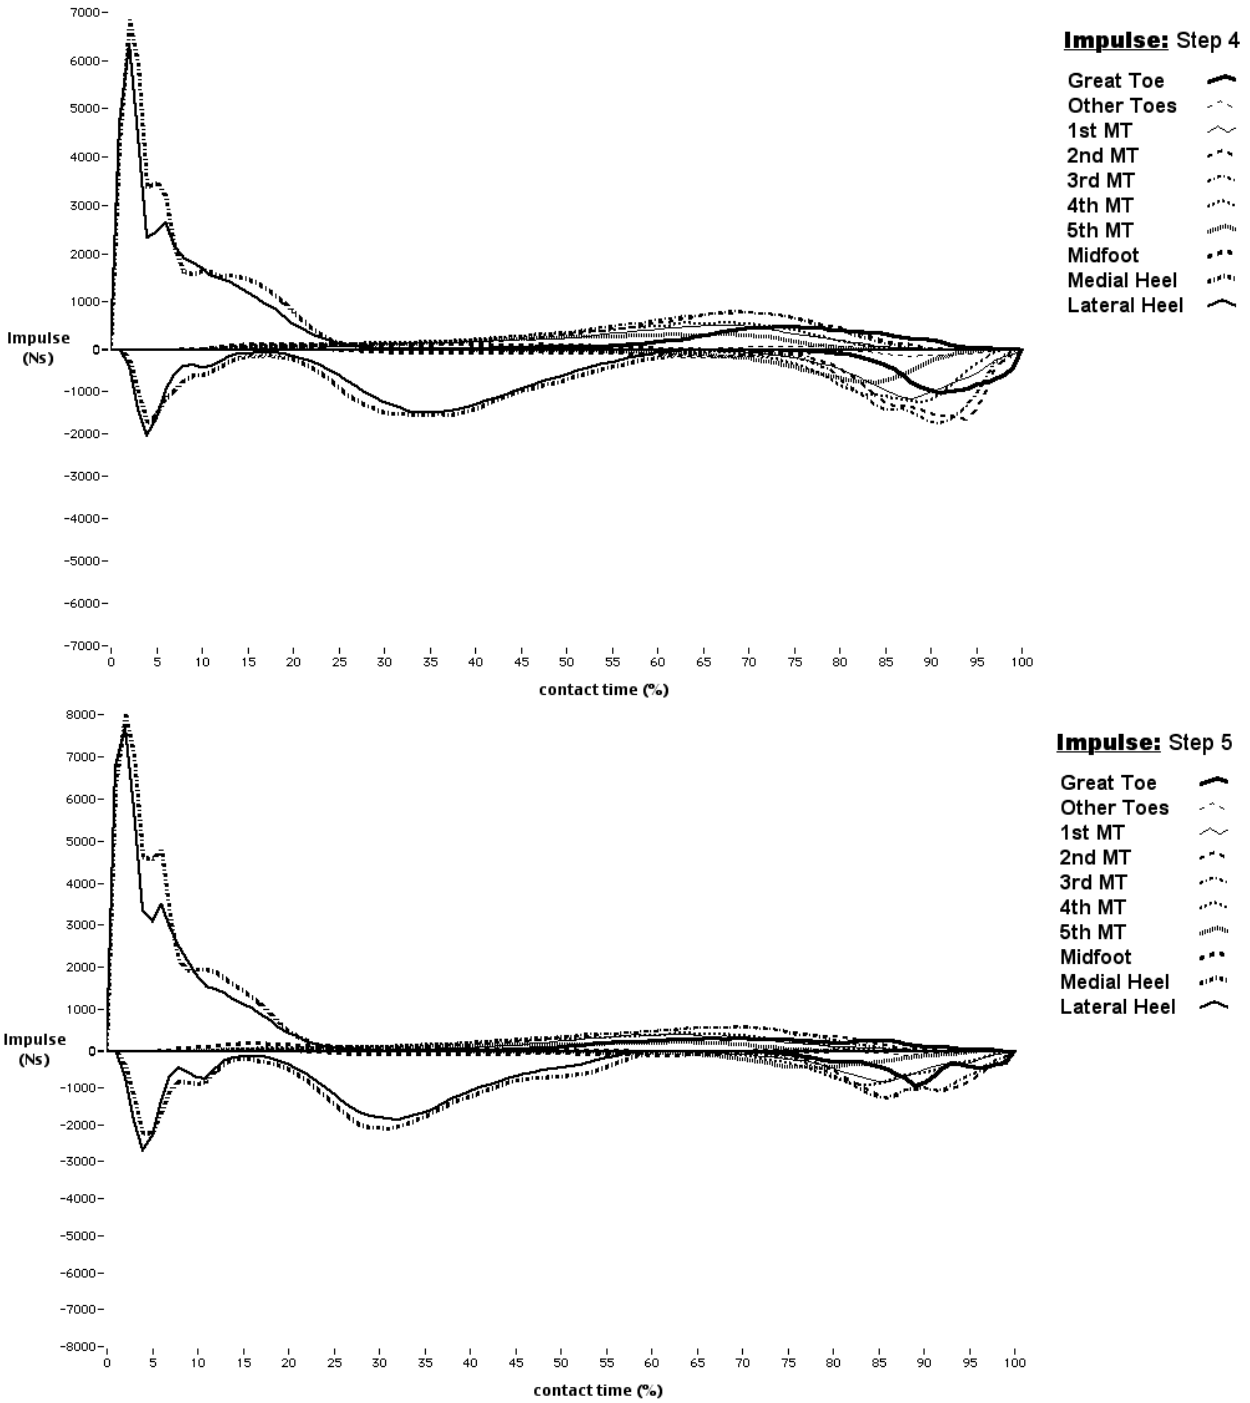 7000
6000
5000
4000
3000
2000
1000
0
-1000
-2000
-3000
-4000
-5000
-6000
-7000
Impulse
(Ns)
0 5 10 15 20 25 30 35 40 45 50 55 60 65 70 75 80 85 90 95 100
contact time (%)
Impulse: Step 4
Great Toe
Other Toes
1st MT
2nd MT
3rd MT
4th MT
5th MT
Midfoot
Medial Heel
Lateral Heel
8000
7000
6000
5000
4000
3000
2000
1000
0
-1000
-2000
-3000
-4000
-5000
-6000
-7000
-8000
Impulse
(Ns)
0 5 10 15 20 25 30 35 40 45 50 55 60 65 70 75 80 85 90 95 100
contact time (%)
Impulse: Step 5
Great Toe
Other Toes
1st MT
2nd MT
3rd MT
4th MT
5th MT
Midfoot
Medial Heel
Lateral Heel